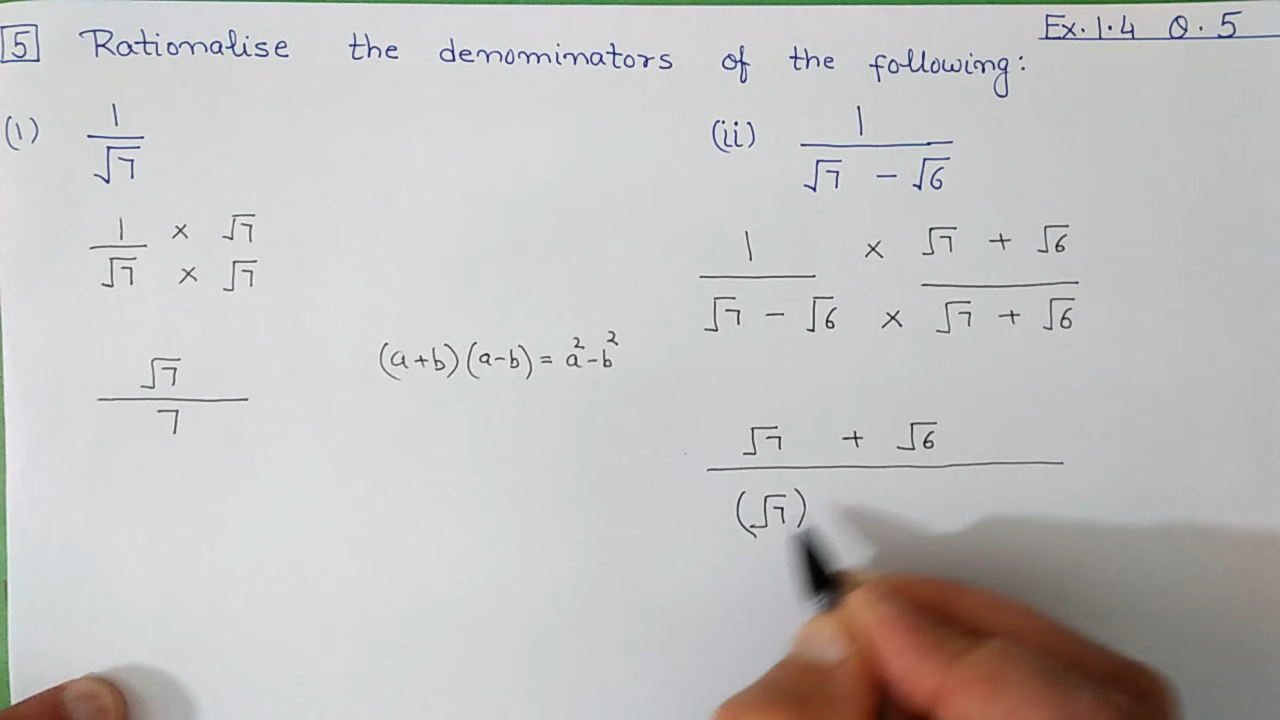 Ex. 1.4 Q. 5
5 Rationalise the denominators of the following:
(i) 1/√7
(ii) 1/(√7 - √6)
1 × √7
√7 × √7
1 × √7 + √6
√7 - √6 × √7 + √6
√7
7
(a+b)(a-b) = a²-b²
√7 + √6
(√7)